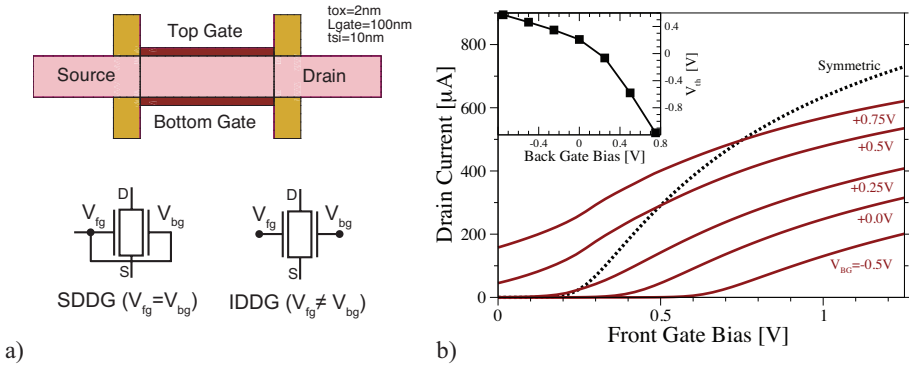 tox=2nm
Lgate=100nm
tsi=10nm
Top Gate
Source
Drain
Bottom Gate
D
V_fg
V_bg
S
SDDG (V_fg=V_bg)
D
V_fg
V_bg
S
IDDG (V_fg≠ V_bg)
a)
Drain Current [µA]
800
600
400
200
0
0
0.5
1
Front Gate Bias [V]
Symmetric
+0.75V
+0.5V
+0.25V
+0.0V
V_BG=-0.5V
0.4
0
-0.4
-0.8
V_th [V]
-0.4
0
0.4
0.8
Back Gate Bias [V]
b)